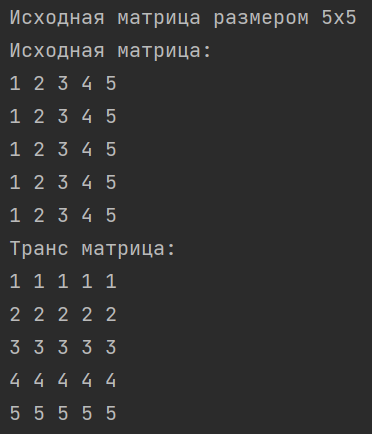 Исходная матрица размером 5x5
Исходная матрица:
1 2 3 4 5
1 2 3 4 5
1 2 3 4 5
1 2 3 4 5
1 2 3 4 5
Транс матрица:
1 1 1 1 1
2 2 2 2 2
3 3 3 3 3
4 4 4 4 4
5 5 5 5 5